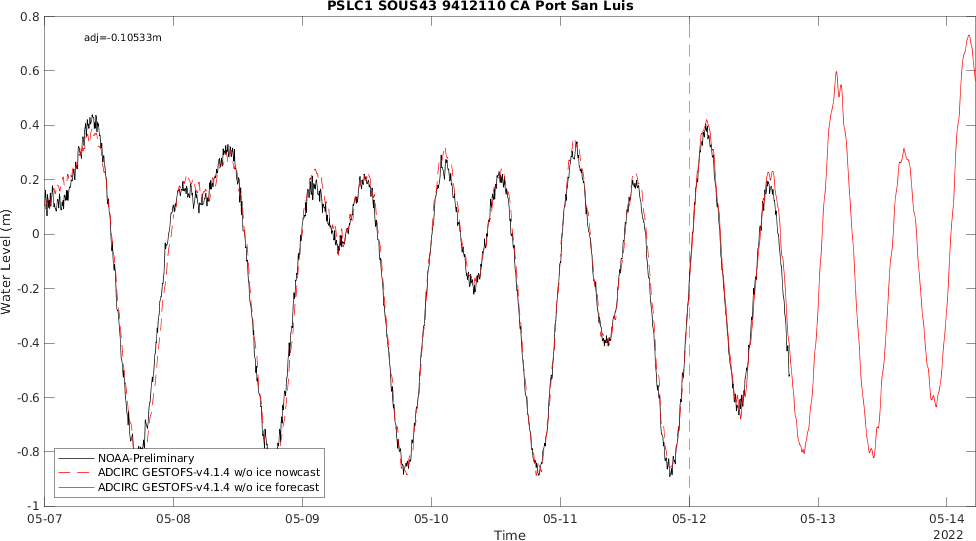 PSLC1 SOUS43 9412110 CA Port San Luis
adj=-0.10533m
0.8
0.6
0.4
0.2
0
-0.2
-0.4
-0.6
-0.8
-1
Water Level (m)
NOAA-Preliminary
ADCIRC GESTOFS-v4.1.4 w/o ice nowcast
ADCIRC GESTOFS-v4.1.4 w/o ice forecast
05-07 05-08 05-09 05-10 05-11 05-12 05-13 05-14
Time
2022